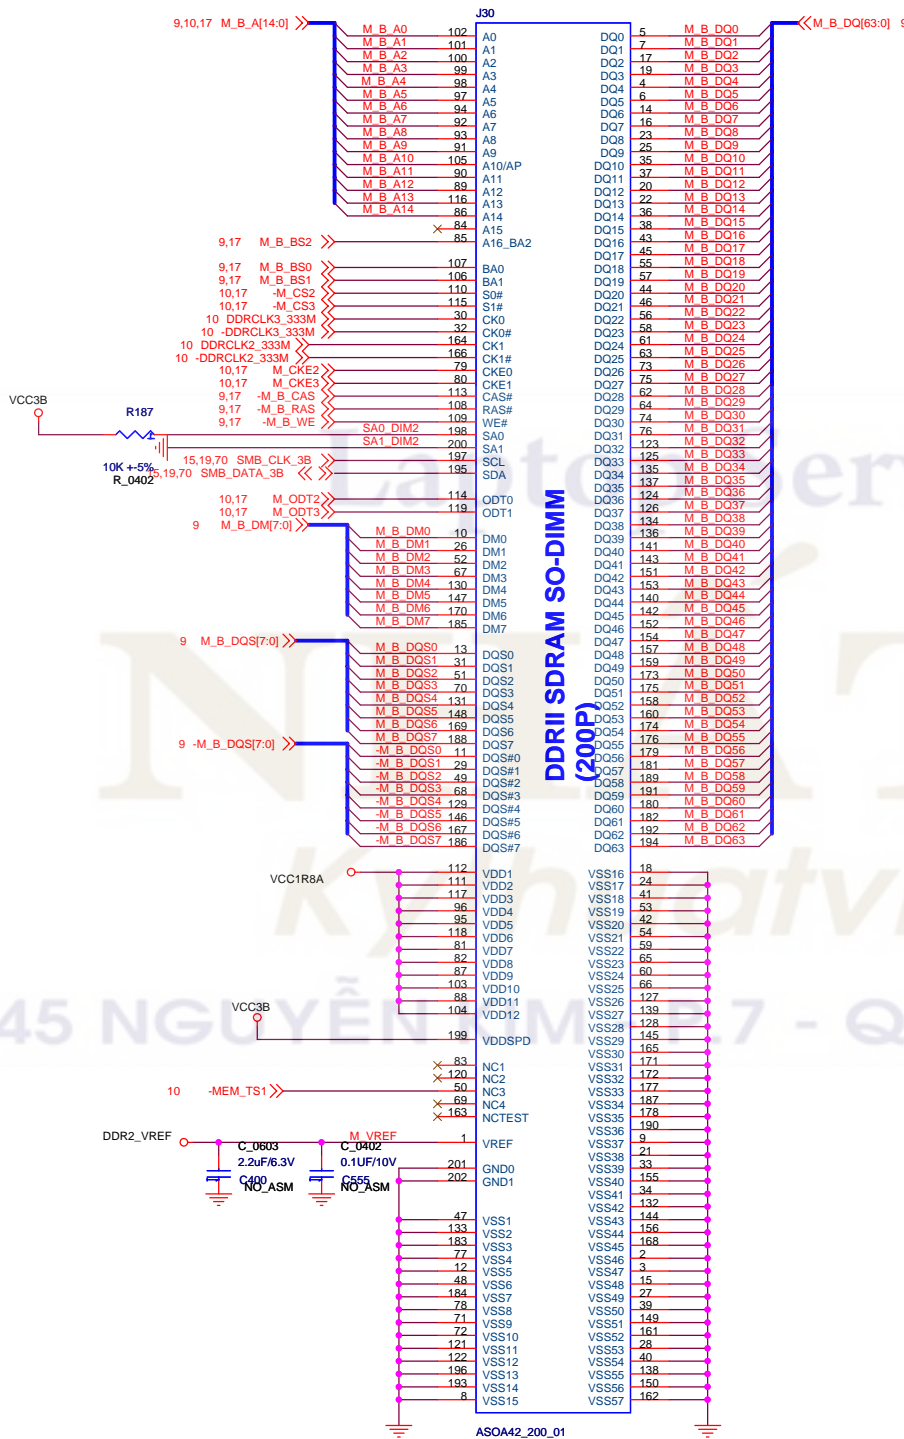 J30
9,10,17 M_B_A[14:0]
M_B_A0 102 A0
M_B_A1 101 A1
M_B_A2 100 A2
M_B_A3 99 A3
M_B_A4 98 A4
M_B_A5 97 A5
M_B_A6 94 A6
M_B_A7 92 A7
M_B_A8 93 A8
M_B_A9 91 A9
M_B_A10 105 A10/AP
M_B_A11 90 A11
M_B_A12 89 A12
M_B_A13 116 A13
M_B_A14 86 A14
84 A15
9,17 M_B_BS2 85 A16_BA2
9,17 M_B_BS0 107 BA0
9,17 M_B_BS1 106 BA1
10,17 -M_CS2 110 S0#
10,17 -M_CS3 115 S1#
10 DDRCLK3_333M 30 CK0
10 -DDRCLK3_333M 32 CK0#
10 DDRCLK2_333M 164 CK1
10 -DDRCLK2_333M 166 CK1#
10,17 M_CKE2 79 CKE0
10,17 M_CKE3 80 CKE1
9,17 -M_B_CAS 113 CAS#
9,17 -M_B_RAS 108 RAS#
9,17 -M_B_WE 109 WE#
VCC3B
R187
10K +-5%
R_0402
SA0_DIM2 198 SA0
SA1_DIM2 200 SA1
15,19,70 SMB_CLK_3B 197 SCL
15,19,70 SMB_DATA_3B 195 SDA
10,17 M_ODT2 114 ODT0
10,17 M_ODT3 119 ODT1
9 M_B_DM[7:0]
M_B_DM0 10 DM0
M_B_DM1 26 DM1
M_B_DM2 52 DM2
M_B_DM3 67 DM3
M_B_DM4 130 DM4
M_B_DM5 147 DM5
M_B_DM6 170 DM6
M_B_DM7 185 DM7
9 M_B_DQS[7:0]
M_B_DQS0 13 DQS0
M_B_DQS1 31 DQS1
M_B_DQS2 51 DQS2
M_B_DQS3 70 DQS3
M_B_DQS4 131 DQS4
M_B_DQS5 148 DQS5
M_B_DQS6 169 DQS6
M_B_DQS7 188 DQS7
9 -M_B_DQS[7:0]
-M_B_DQS0 11 DQS#0
-M_B_DQS1 29 DQS#1
-M_B_DQS2 49 DQS#2
-M_B_DQS3 68 DQS#3
-M_B_DQS4 129 DQS#4
-M_B_DQS5 146 DQS#5
-M_B_DQS6 167 DQS#6
-M_B_DQS7 186 DQS#7
VCC1R8A
112 VDD1
111 VDD2
117 VDD3
96 VDD4
95 VDD5
118 VDD6
81 VDD7
82 VDD8
87 VDD9
103 VDD10
88 VDD11
104 VDD12
VCC3B
199 VDDSPD
83 NC1
120 NC2
10 -MEM_TS1 50 NC3
69 NC4
163 NCTEST
DDR2_VREF M_VREF 1 VREF
C_0603
2.2uF/6.3V
C400
NO_ASM
C_0402
0.1UF/10V
C555
NO_ASM
201 GND0
202 GND1
47 VSS1
133 VSS2
183 VSS3
77 VSS4
12 VSS5
48 VSS6
184 VSS7
78 VSS8
71 VSS9
72 VSS10
121 VSS11
122 VSS12
196 VSS13
193 VSS14
8 VSS15
DDRII SDRAM SO-DIMM
(200P)
M_B_DQ[63:0] 9
DQ0 5 M_B_DQ0
DQ1 7 M_B_DQ1
DQ2 17 M_B_DQ2
DQ3 19 M_B_DQ3
DQ4 4 M_B_DQ4
DQ5 6 M_B_DQ5
DQ6 14 M_B_DQ6
DQ7 16 M_B_DQ7
DQ8 23 M_B_DQ8
DQ9 25 M_B_DQ9
DQ10 35 M_B_DQ10
DQ11 37 M_B_DQ11
DQ12 20 M_B_DQ12
DQ13 22 M_B_DQ13
DQ14 36 M_B_DQ14
DQ15 38 M_B_DQ15
DQ16 43 M_B_DQ16
DQ17 45 M_B_DQ17
DQ18 55 M_B_DQ18
DQ19 57 M_B_DQ19
DQ20 44 M_B_DQ20
DQ21 46 M_B_DQ21
DQ22 56 M_B_DQ22
DQ23 58 M_B_DQ23
DQ24 61 M_B_DQ24
DQ25 63 M_B_DQ25
DQ26 73 M_B_DQ26
DQ27 75 M_B_DQ27
DQ28 62 M_B_DQ28
DQ29 64 M_B_DQ29
DQ30 74 M_B_DQ30
DQ31 76 M_B_DQ31
DQ32 123 M_B_DQ32
DQ33 125 M_B_DQ33
DQ34 135 M_B_DQ34
DQ35 137 M_B_DQ35
DQ36 124 M_B_DQ36
DQ37 126 M_B_DQ37
DQ38 134 M_B_DQ38
DQ39 136 M_B_DQ39
DQ40 141 M_B_DQ40
DQ41 143 M_B_DQ41
DQ42 151 M_B_DQ42
DQ43 153 M_B_DQ43
DQ44 140 M_B_DQ44
DQ45 142 M_B_DQ45
DQ46 152 M_B_DQ46
DQ47 154 M_B_DQ47
DQ48 157 M_B_DQ48
DQ49 159 M_B_DQ49
DQ50 173 M_B_DQ50
DQ51 175 M_B_DQ51
DQ52 158 M_B_DQ52
DQ53 160 M_B_DQ53
DQ54 174 M_B_DQ54
DQ55 176 M_B_DQ55
DQ56 179 M_B_DQ56
DQ57 181 M_B_DQ57
DQ58 189 M_B_DQ58
DQ59 191 M_B_DQ59
DQ60 180 M_B_DQ60
DQ61 182 M_B_DQ61
DQ62 192 M_B_DQ62
DQ63 194 M_B_DQ63
VSS16 18
VSS17 24
VSS18 41
VSS19 53
VSS20 42
VSS21 54
VSS22 59
VSS23 65
VSS24 60
VSS25 66
VSS26 127
VSS27 139
VSS28 128
VSS29 145
VSS30 165
VSS31 171
VSS32 172
VSS33 177
VSS34 187
VSS35 178
VSS36 190
VSS37 9
VSS38 21
VSS39 33
VSS40 155
VSS41 34
VSS42 132
VSS43 144
VSS44 156
VSS45 168
VSS46 2
VSS47 3
VSS48 15
VSS49 27
VSS50 39
VSS51 149
VSS52 161
VSS53 28
VSS54 40
VSS55 138
VSS56 150
VSS57 162
ASOA42_200_01
Laptop Serv
45 NGUYỄN KIM - P.7 - Q